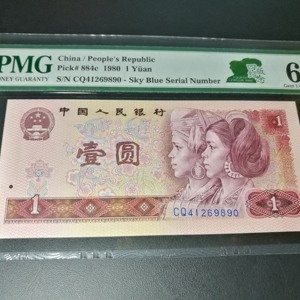 PMG
MONEY GUARANTY
China / People's Republic
Pick# 884c 1980 1 Yüan
S/N CQ41269890 - Sky Blue Serial Number
6
中国人民银行
壹圆
1
1
CQ41269890